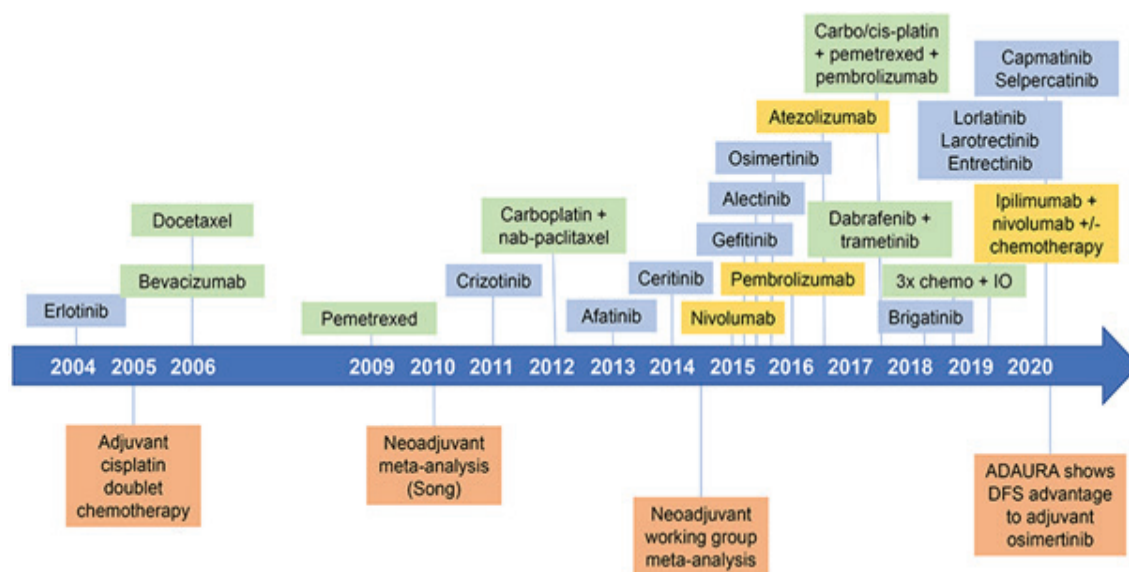 Carbo/cis-platin
+ pemetrexed +
pembrolizumab
Capmatinib
Selpercatinib
Atezolizumab
Lorlatinib
Larotrectinib
Entrectinib
Osimertinib
Alectinib
Docetaxel
Carboplatin +
nab-paclitaxel
Dabrafenib +
trametinib
Ipilimumab +
nivolumab +/-
chemotherapy
Gefitinib
Bevacizumab
Crizotinib
Ceritinib
Pembrolizumab
3x chemo + IO
Erlotinib
Pemetrexed
Afatinib
Nivolumab
Brigatinib
2004 2005 2006 2009 2010 2011 2012 2013 2014 2015 2016 2017 2018 2019 2020
Adjuvant
cisplatin
doublet
chemotherapy
Neoadjuvant
meta-analysis
(Song)
Neoadjuvant
working group
meta-analysis
ADAURA shows
DFS advantage
to adjuvant
osimertinib